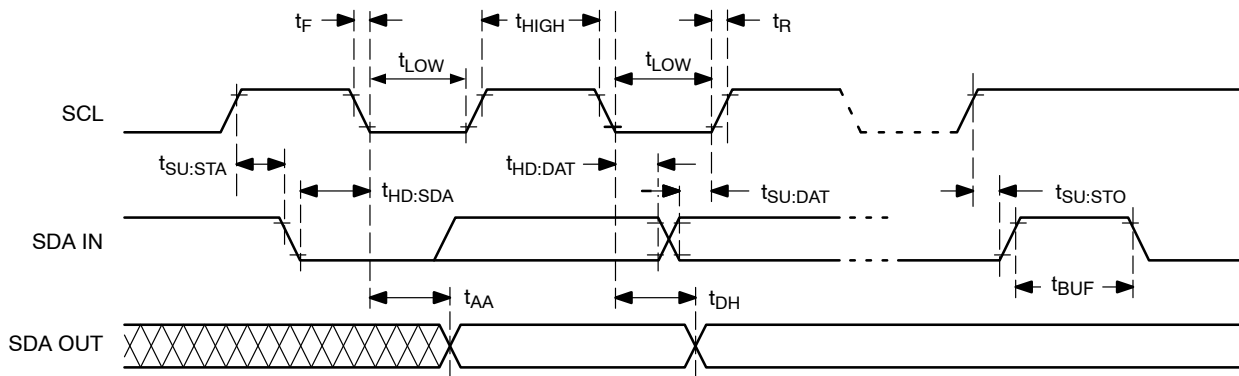 tF
tHIGH
tR
tLOW
tLOW
SCL
tSU:STA
tHD:SDA
tHD:DAT
tSU:DAT
tSU:STO
SDA IN
tBUF
tAA
tDH
SDA OUT